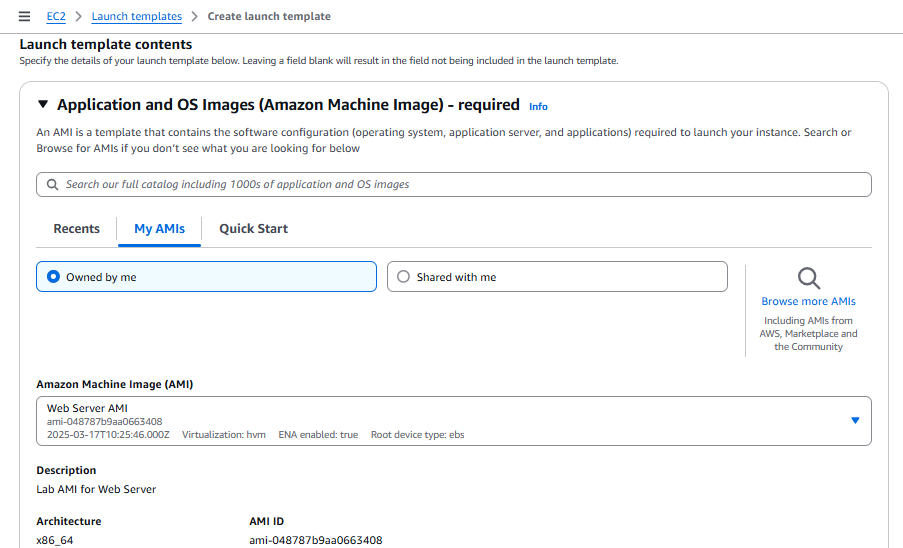 EC2 > Launch templates > Create launch template
Launch template contents
Specify the details of your launch template below. Leaving a field blank will result in the field not being included in the launch template.
Application and OS Images (Amazon Machine Image) - required Info
An AMI is a template that contains the software configuration (operating system, application server, and applications) required to launch your instance. Search or
Browse for AMIs if you don’t see what you are looking for below
Search our full catalog including 1000s of application and OS images
Recents My AMIs Quick Start
Owned by me Shared with me
Browse more AMIs
Including AMIs from
AWS, Marketplace and
the Community
Amazon Machine Image (AMI)
Web Server AMI
ami-048787b9aa0663408
2025-03-17T10:25:46.000Z Virtualization: hvm ENA enabled: true Root device type: ebs
Description
Lab AMI for Web Server
Architecture AMI ID
x86_64 ami-048787b9aa0663408